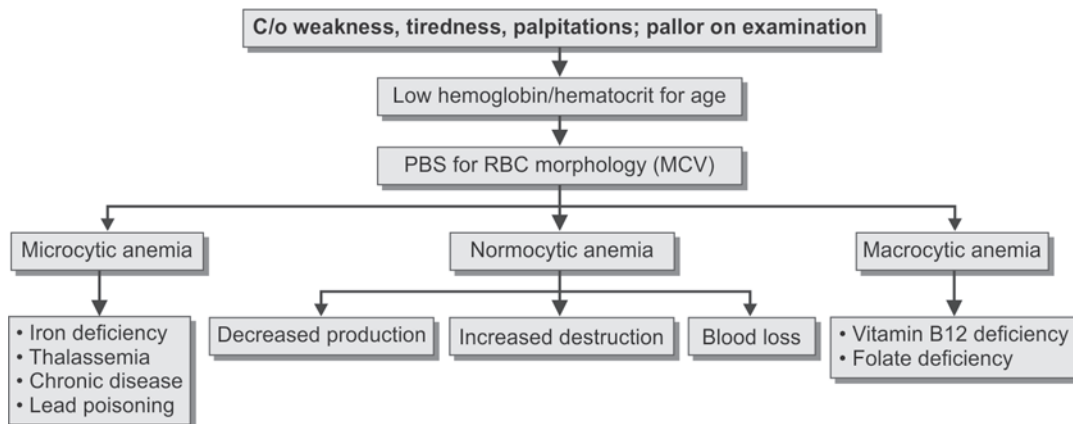 C/o weakness, tiredness, palpitations; pallor on examination
Low hemoglobin/hematocrit for age
PBS for RBC morphology (MCV)
Microcytic anemia
Normocytic anemia
Macrocytic anemia
• Iron deficiency
• Thalassemia
• Chronic disease
• Lead poisoning
Decreased production
Increased destruction
Blood loss
• Vitamin B12 deficiency
• Folate deficiency